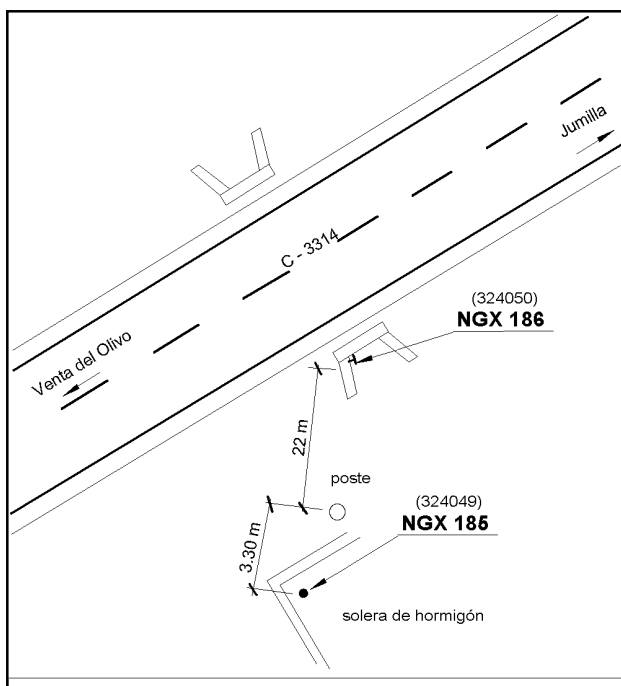 Jumilla
C - 3314
(324050)
NGX 186
Venta del Olivo
22 m
poste
(324049)
NGX 185
3.30 m
solera de hormigón